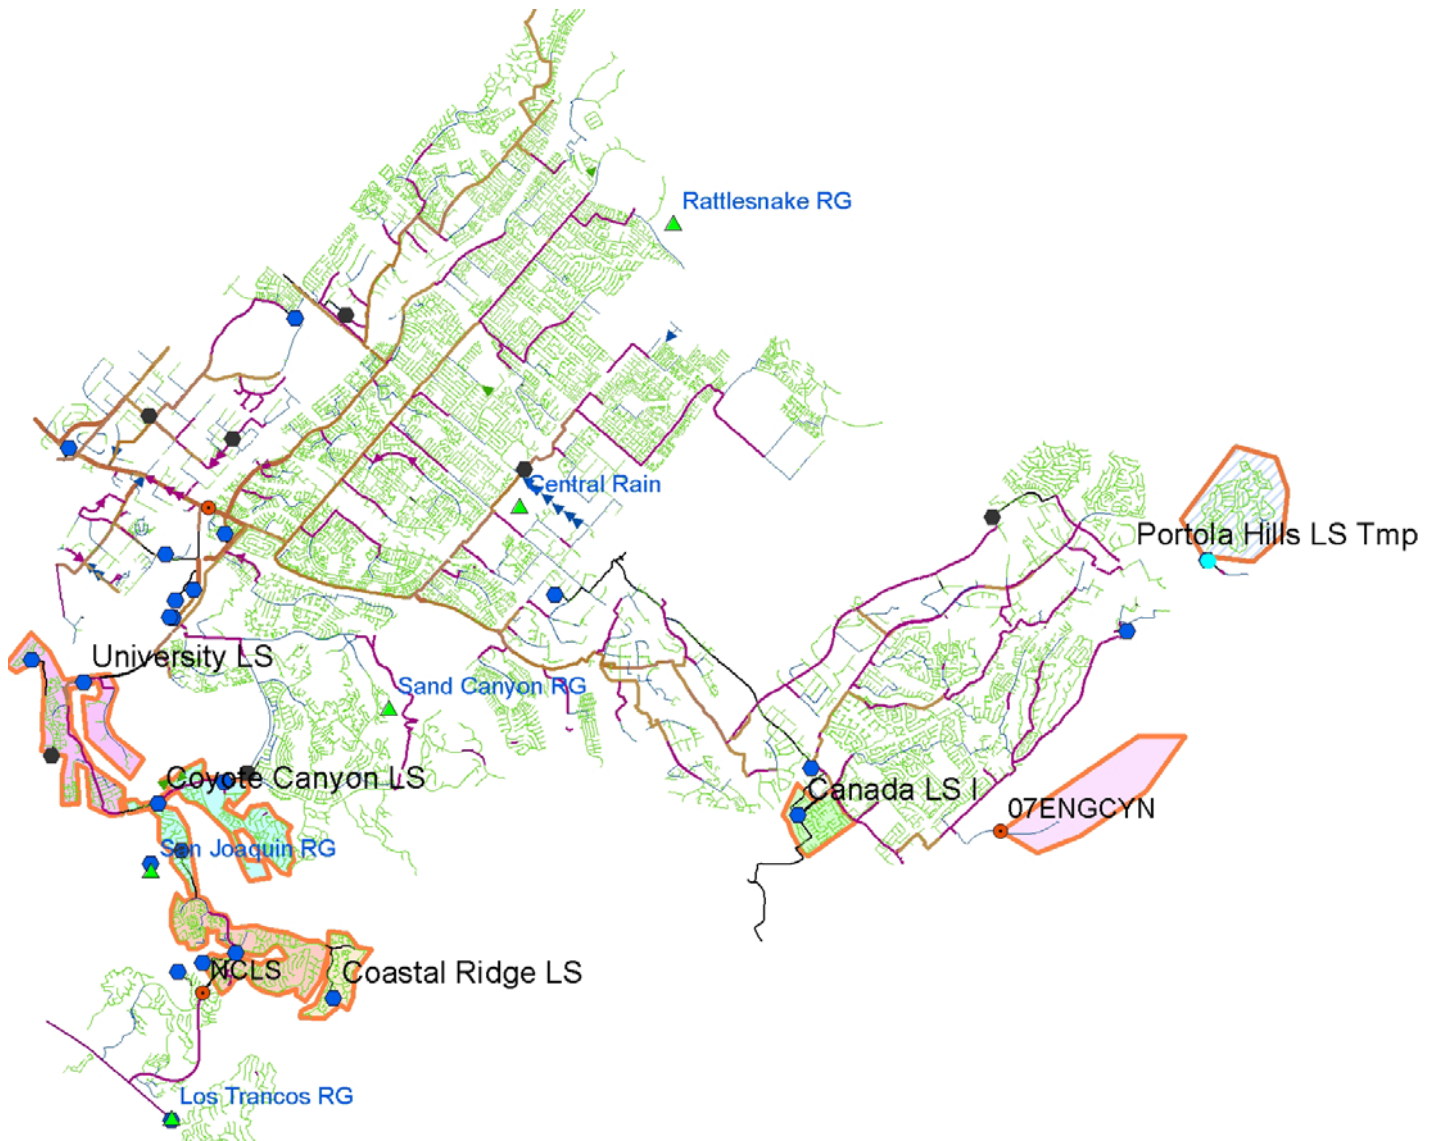 Rattlesnake RG
Central Rain
Portola Hills LS Tmp
University LS
Sand Canyon RG
Coyote Canyon LS
Canada LS I
07ENGCYN
San Joaquin RG
NCLS
Coastal Ridge LS
Los Trancos RG